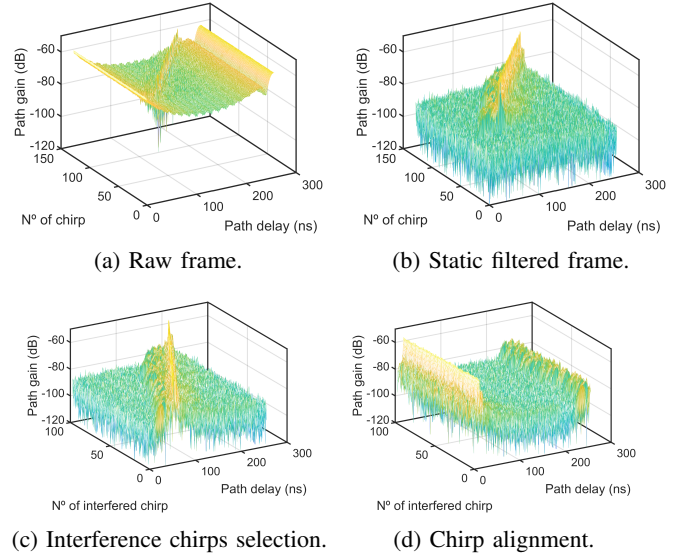 -60
-80
-100
-120
150
100
50
0
0
100
200
300
Path gain (dB)
Nº of chirp
Path delay (ns)
(a) Raw frame.
-60
-80
-100
-120
150
100
50
0
0
100
200
300
Path gain (dB)
Nº of chirp
Path delay (ns)
(b) Static filtered frame.
-60
-80
-100
-120
100
50
0
0
100
200
300
Path gain (dB)
Nº of interfered chirp
Path delay (ns)
(c) Interference chirps selection.
-60
-80
-100
-120
100
50
0
0
100
200
300
Path gain (dB)
Nº of interfered chirp
Path delay (ns)
(d) Chirp alignment.